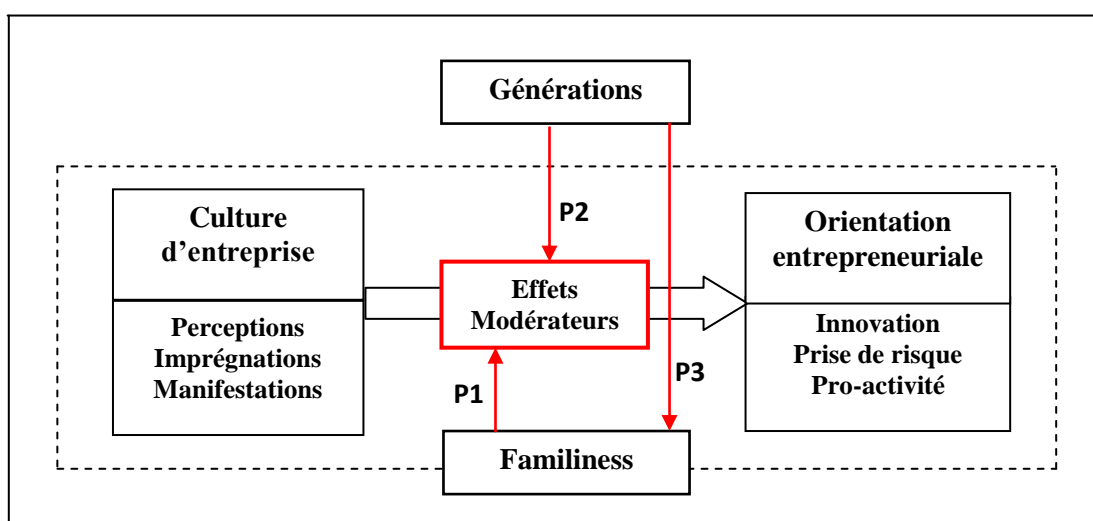 Générations
P2
Culture
d’entreprise
Perceptions
Imprégnations
Manifestations
Effets
Modérateurs
Orientation
entrepreneuriale
Innovation
Prise de risque
Pro-activité
P1
P3
Familiness